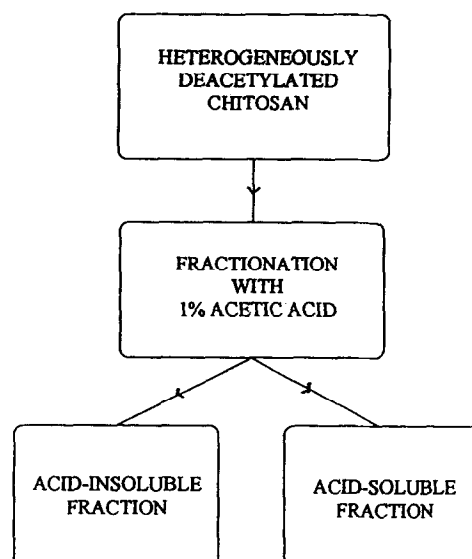 HETEROGENEOUSLY
DEACETYLATED
CHITOSAN
FRACTIONATION
WITH
1% ACETIC ACID
ACID-INSOLUBLE
FRACTION
ACID-SOLUBLE
FRACTION